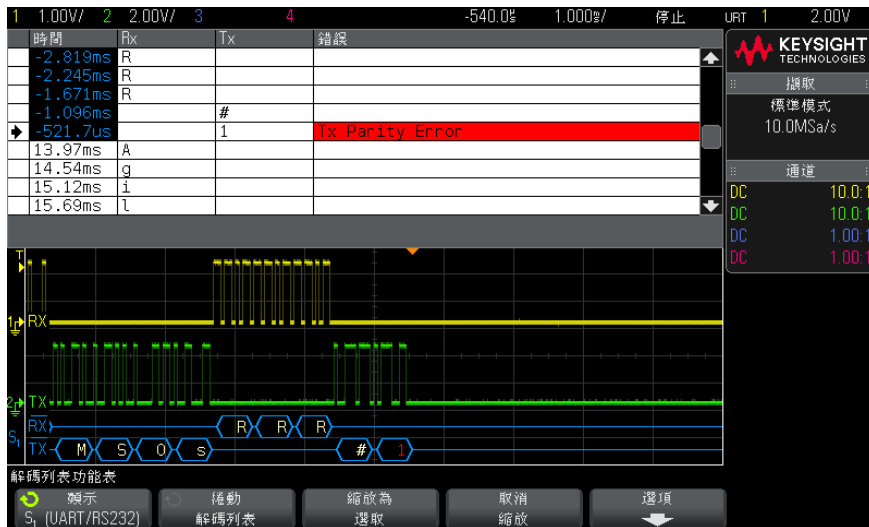 1 1.00V/ 2 2.00V/ 3 4 -540.0us 1.000ms/ 停止 URT 1 2.00V
時間 Rx Tx 錯誤
-2.819ms R
-2.245ms R
-1.671ms R
-1.096ms #
-521.7us 1 Tx Parity Error
13.97ms A
14.54ms g
15.12ms i
15.69ms l
KEYSIGHT
TECHNOLOGIES
擷取
標準模式
10.0MSa/s
通道
DC 10.0:1
DC 10.0:1
DC 1.00:1
DC 1.00:1
T
1 RX
2 TX
S1 RX R R R
TX M S O s # 1
解碼列表功能表
顯示
S1 (UART/RS232)
捲動
解碼列表
縮放為
選取
取消
縮放
選項